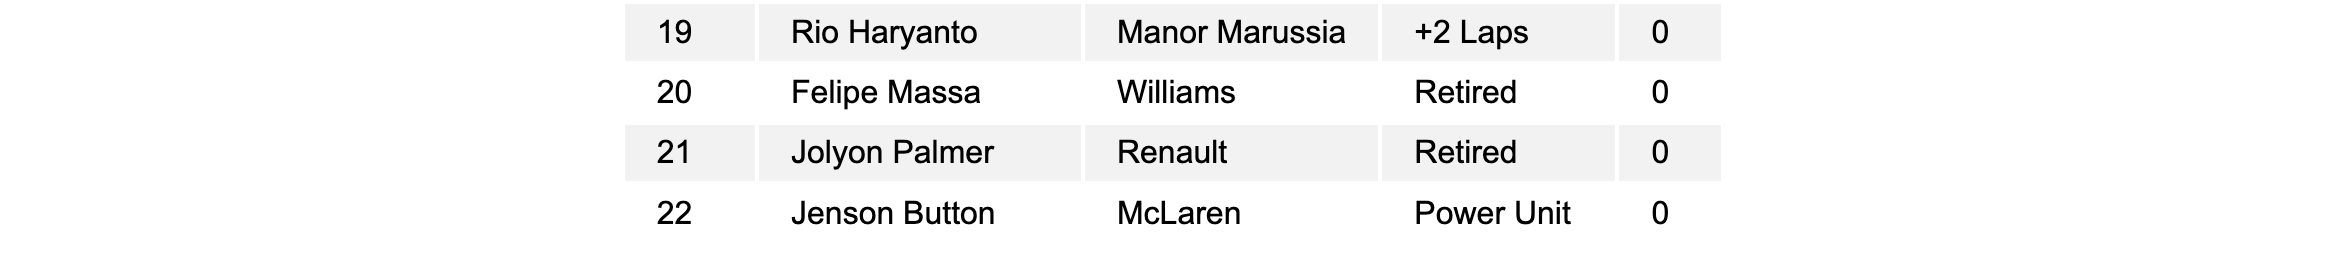 19 Rio Haryanto Manor Marussia +2 Laps 0
20 Felipe Massa Williams Retired 0
21 Jolyon Palmer Renault Retired 0
22 Jenson Button McLaren Power Unit 0